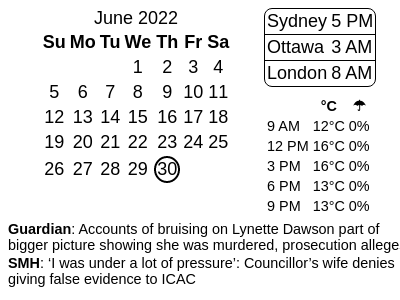 June 2022
Su Mo Tu We Th Fr Sa
1 2 3 4
5 6 7 8 9 10 11
12 13 14 15 16 17 18
19 20 21 22 23 24 25
26 27 28 29 30
Sydney 5 PM
Ottawa 3 AM
London 8 AM
°C ☂
9 AM 12°C 0%
12 PM 16°C 0%
3 PM 16°C 0%
6 PM 13°C 0%
9 PM 13°C 0%
Guardian: Accounts of bruising on Lynette Dawson part of
bigger picture showing she was murdered, prosecution allege
SMH: ‘I was under a lot of pressure’: Councillor’s wife denies
giving false evidence to ICAC